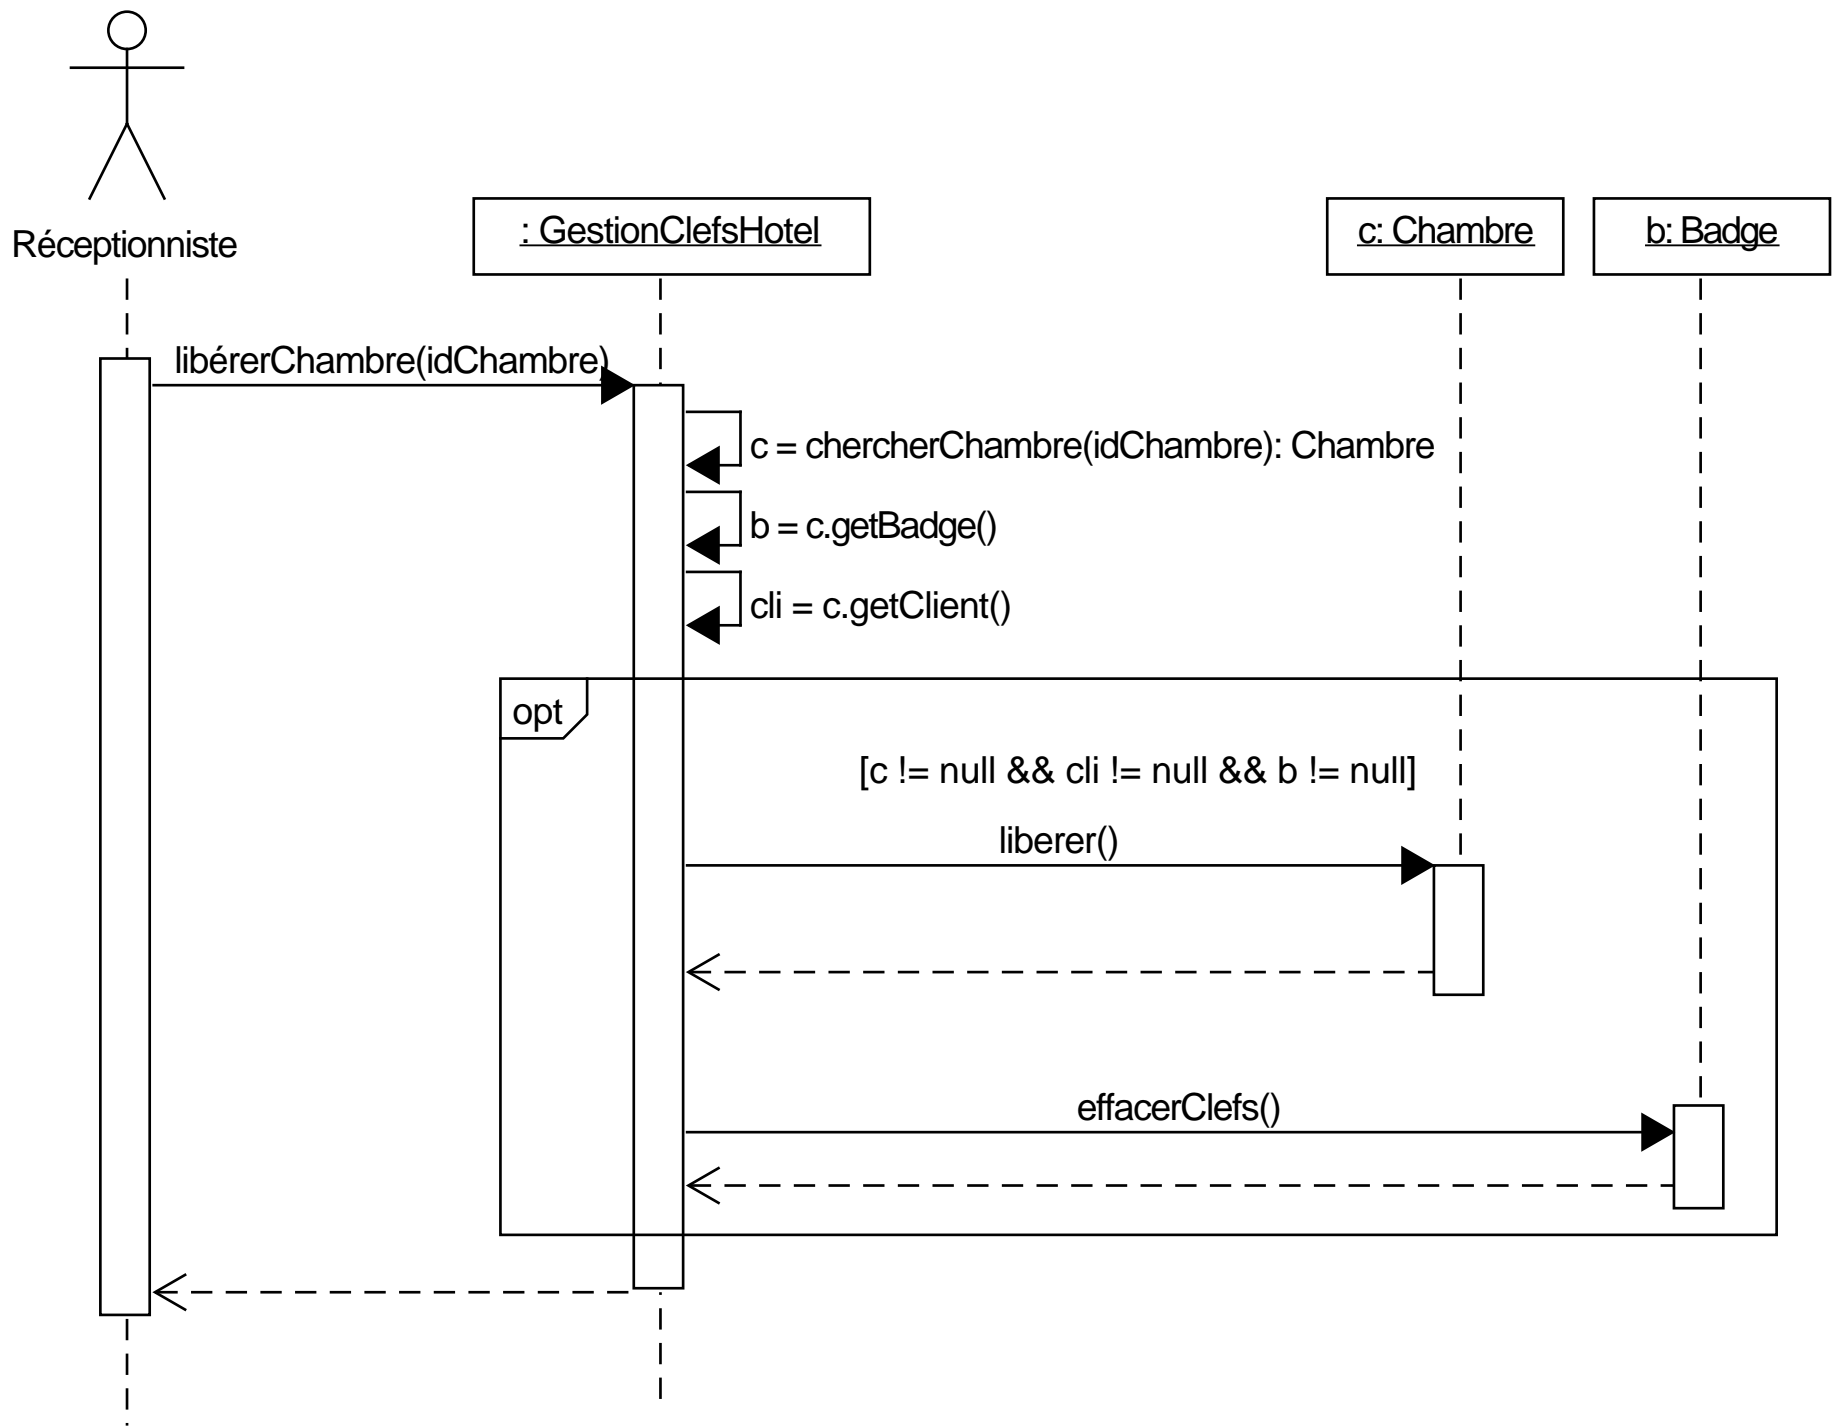 Réceptionniste
: GestionClefsHotel
c: Chambre
b: Badge
libérerChambre(idChambre)
c = chercherChambre(idChambre): Chambre
b = c.getBadge()
cli = c.getClient()
opt
[c != null && cli != null && b != null]
liberer()
effacerClefs()